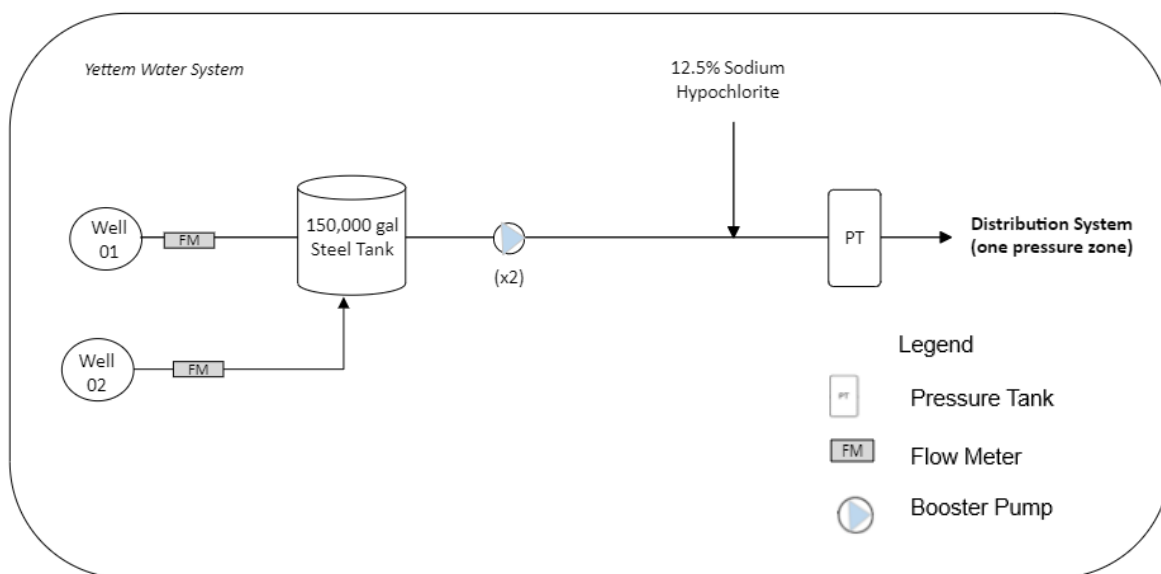 Yettem Water System
12.5% Sodium
Hypochlorite
Well
01
FM
150,000 gal
Steel Tank
(x2)
PT
Distribution System
(one pressure zone)
Well
02
FM
Legend
PT
Pressure Tank
FM
Flow Meter
Booster Pump